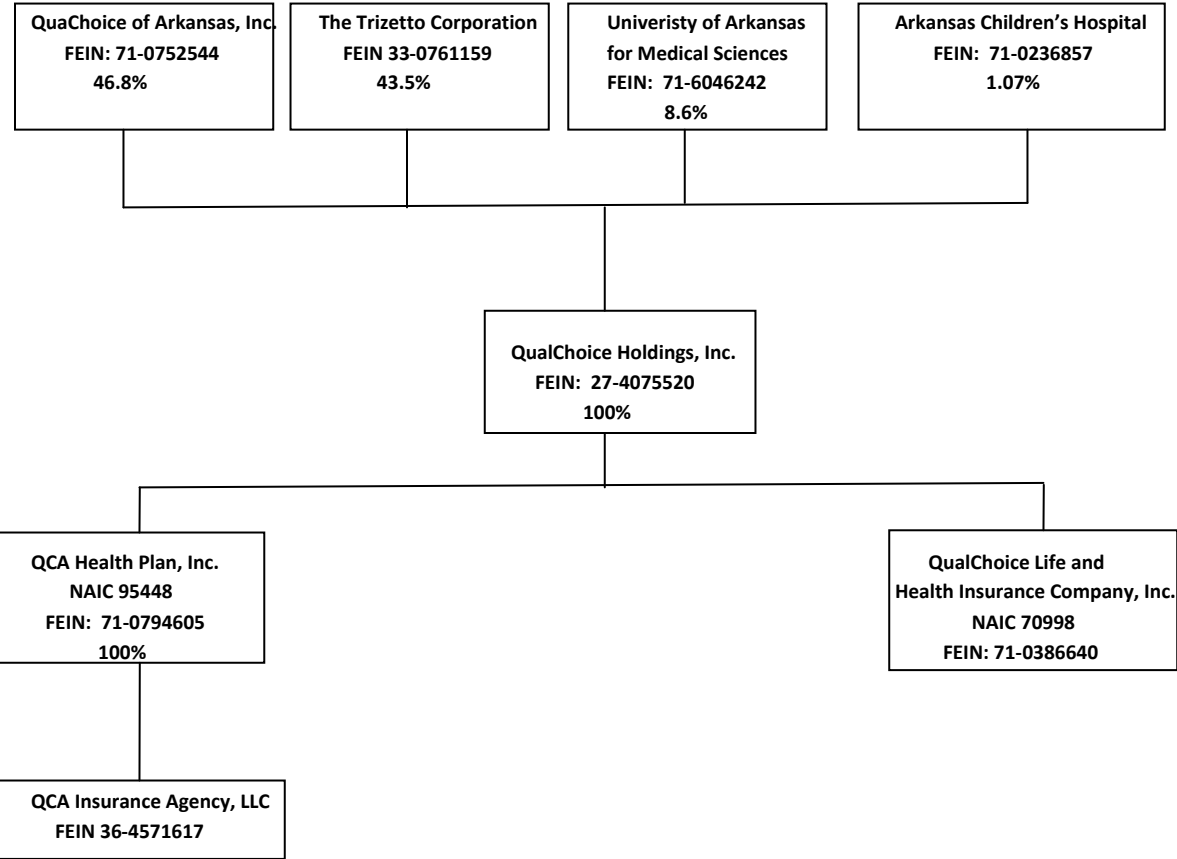 QuaChoice of Arkansas, Inc.
FEIN: 71-0752544
46.8%
The Trizetto Corporation
FEIN 33-0761159
43.5%
Univeristy of Arkansas
for Medical Sciences
FEIN: 71-6046242
8.6%
Arkansas Children’s Hospital
FEIN: 71-0236857
1.07%
QualChoice Holdings, Inc.
FEIN: 27-4075520
100%
QCA Health Plan, Inc.
NAIC 95448
FEIN: 71-0794605
100%
QualChoice Life and
Health Insurance Company, Inc.
NAIC 70998
FEIN: 71-0386640
QCA Insurance Agency, LLC
FEIN 36-4571617